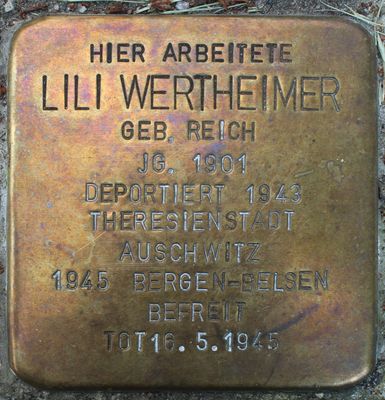 HIER ARBEITETE
LILI WERTHEIMER
GEB. REICH
JG. 1901
DEPORTIERT 1943
THERESIENSTADT
AUSCHWITZ
1945 BERGEN-BELSEN
BEFREIT
TOT 16.5.1945